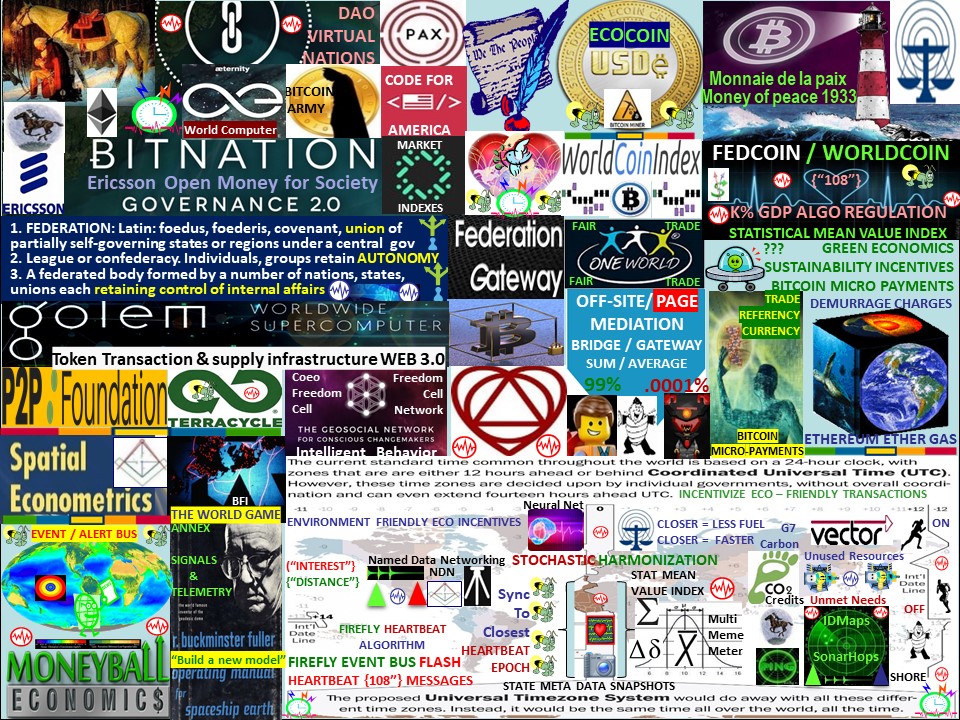 DAO
VIRTUAL
NATIONS
PAX
We The People
ECOCOIN
USDe
BITCOIN MINER
Monnaie de la paix
Money of peace 1933
æternity
World Computer
BITCOIN
ARMY
CODE FOR
AMERICA
ERICSSON
BITNATION
Ericsson Open Money for Society
GOVERNANCE 2.0
MARKET
INDEXES
WorldCoinIndex
FEDCOIN / WORLDCOIN
{"108"}
K% GDP ALGO REGULATION
STATISTICAL MEAN VALUE INDEX
1. FEDERATION: Latin: foedus, foederis, covenant, union of
partially self-governing states or regions under a central gov
2. League or confederacy. Individuals, groups retain AUTONOMY
3. A federated body formed by a number of nations, states,
unions each retaining control of internal affairs
Federation
Gateway
FAIR TRADE
ONE WORLD
FAIR TRADE
???
GREEN ECONOMICS
SUSTAINABILITY INCENTIVES
BITCOIN MICRO PAYMENTS
DEMURRAGE CHARGES
TRADE
REFERENCY
CURRENCY
BITCOIN
MICRO-PAYMENTS
ETHEREUM ETHER GAS
OFF-SITE/ PAGE
MEDIATION
BRIDGE / GATEWAY
SUM / AVERAGE
99% .0001%
golem WORLDWIDE
SUPERCOMPUTER
Token Transaction & supply infrastructure WEB 3.0
P2P: Foundation
TERRACYCLE
Coeo
Freedom
Cell
Freedom
Cell
Network
THE GEOSOCIAL NETWORK
FOR CONSCIOUS CHANGEMAKERS
Intelligent Behavior
Spatial
Econometrics
BFI
THE WORLD GAME
EVENT / ALERT BUS
MONEYBALL
ECONOMIC$
ANNEX
SIGNALS
&
TELEMETRY
r. buckminster fuller
"Build a new model"
operating manual
for
spaceship earth
The current standard time common throughout the world is based on a 24-hour clock, with
zones that are are either 12 hours ahead or behind Coordinated Universal Time (UTC).
However, these time zones are decided upon by individual governments, without overall coordi-
nation and can even extend fourteen hours ahead UTC. INCENTIVIZE ECO – FRIENDLY TRANSACTIONS
Neural Net
ENVIRONMENT FRIENDLY ECO INCENTIVES
CLOSER = LESS FUEL
CLOSER = FASTER
G7
Carbon
vector
ON
STOCHASTIC HARMONIZATION
Named Data Networking
NDN
{"INTEREST"}
{"DISTANCE"}
STAT MEAN
VALUE INDEX
CO2
Credits
Unused Resources
Unmet Needs
Int'l
Date
Line
OFF
Int'l
Date
Line
+14
Sync
To
Closest
HEARTBEAT
EPOCH
Σ
Δδ
X
Multi
Meme
Meter
FIREFLY HEARTBEAT
ALGORITHM
FIREFLY EVENT BUS FLASH
HEARTBEAT {108"} MESSAGES
PING
IDMaps
SonarHops
SHORE
STATE META DATA SNAPSHOTS
The proposed Universal Timezone System would do away with all these differ-
ent time zones. Instead, it would be the same time all over the world, all the time.